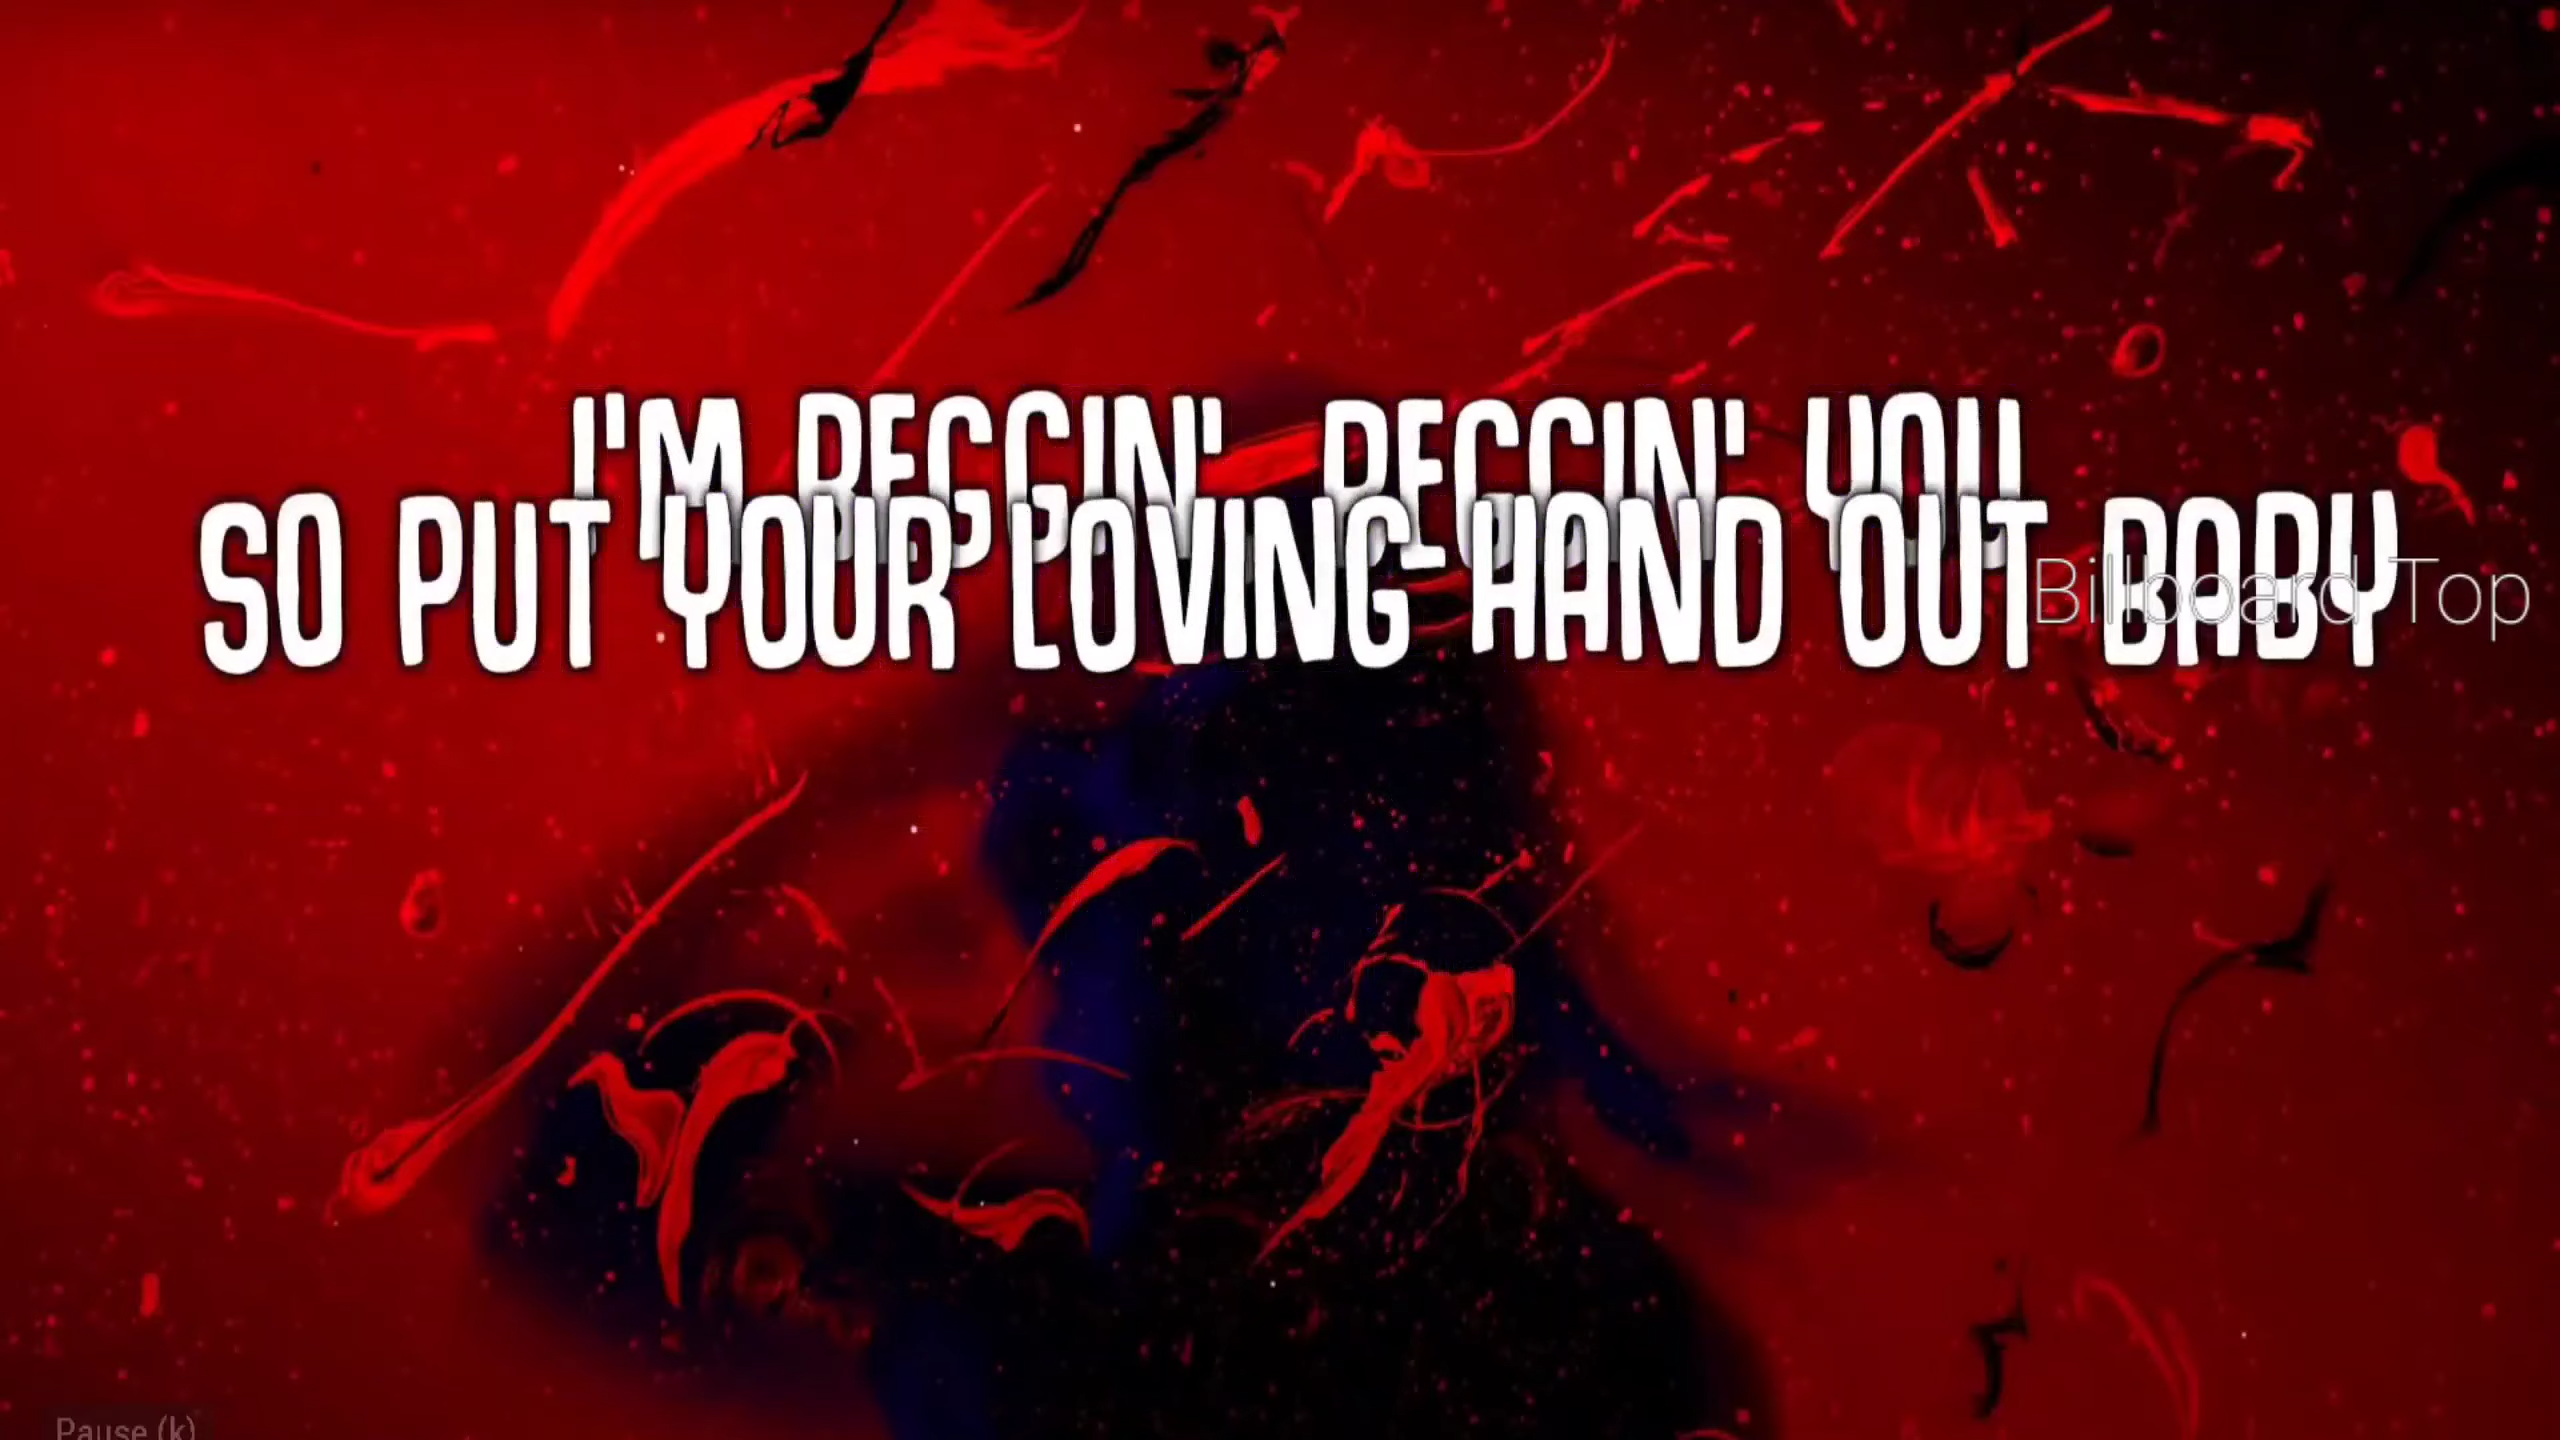 I'M BEGGIN', BEGGIN' YOU
SO PUT YOUR LOVING HAND OUT BABY
Billboard Top
Pause (k)